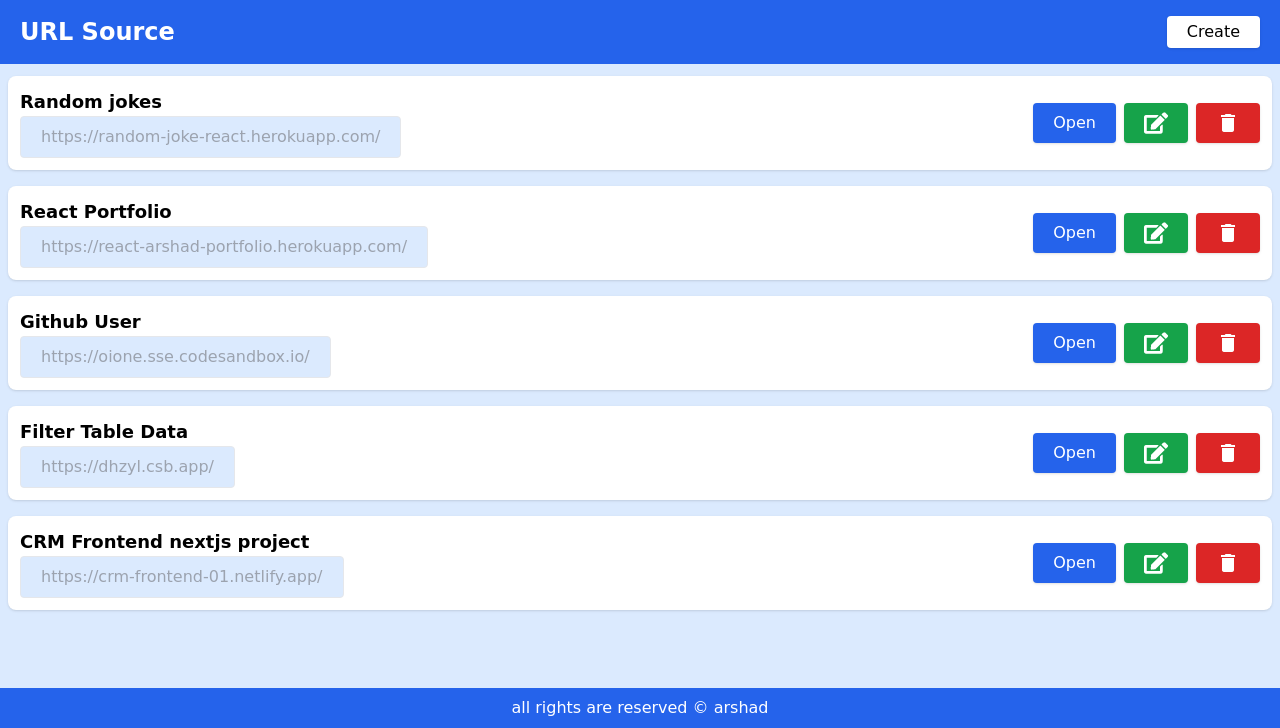 URL Source
Create
Random jokes
https://random-joke-react.herokuapp.com/
Open
React Portfolio
https://react-arshad-portfolio.herokuapp.com/
Open
Github User
https://oione.sse.codesandbox.io/
Open
Filter Table Data
https://dhzyl.csb.app/
Open
CRM Frontend nextjs project
https://crm-frontend-01.netlify.app/
Open
all rights are reserved © arshad